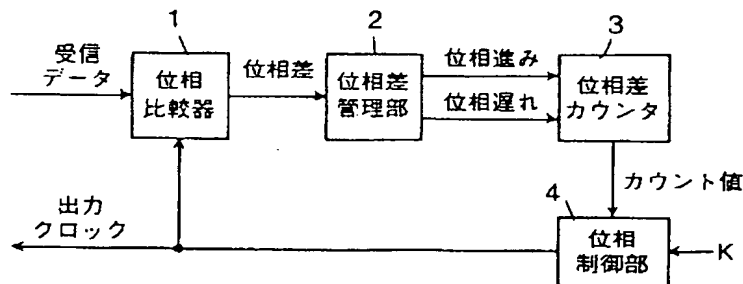 1
受信
データ
位相
比較器
位相差
2
位相差
管理部
位相進み
位相遅れ
3
位相差
カウンタ
カウント値
4
位相
制御部
K
出力
クロック